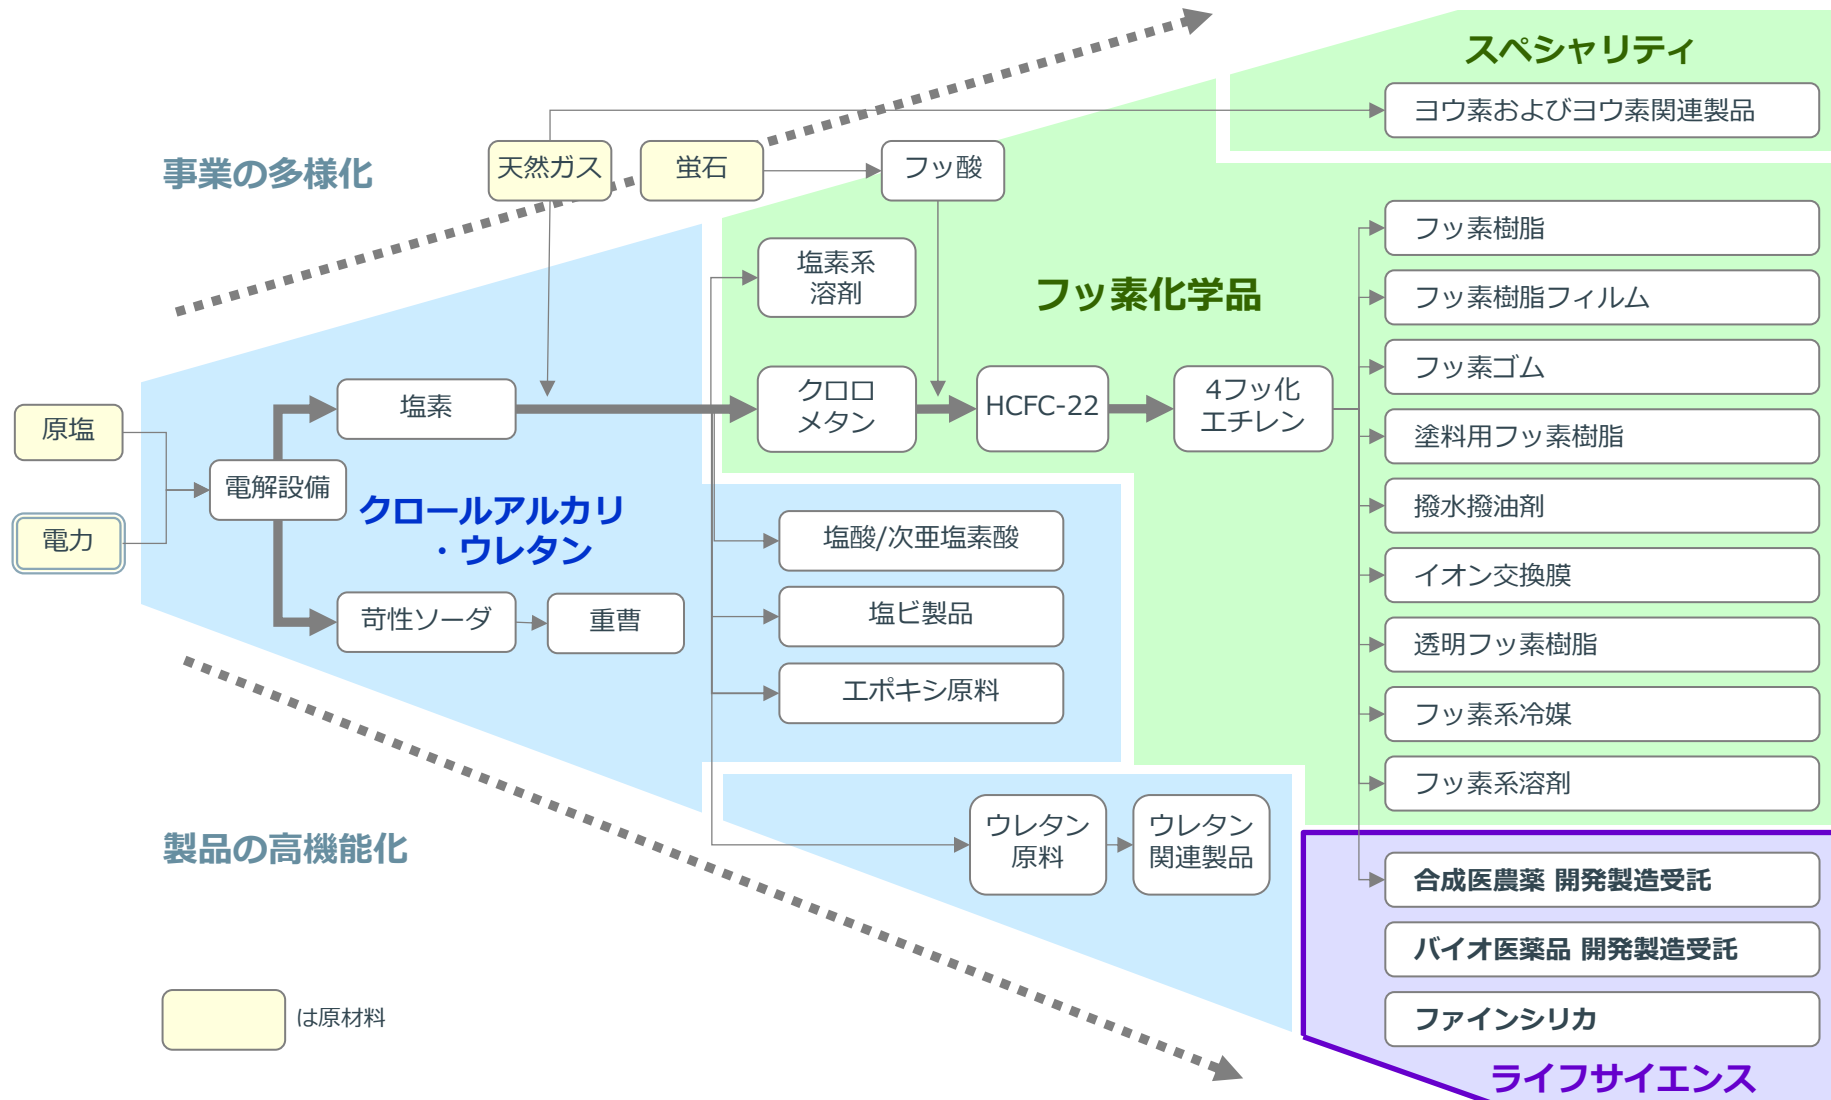 スペシャリティ
ヨウ素およびヨウ素関連製品
事業の多様化
天然ガス
蛍石
フッ酸
フッ素樹脂
塩素系
溶剤
フッ素化学品
フッ素樹脂フィルム
フッ素ゴム
塩素
クロロ
メタン
HCFC-22
4フッ化
エチレン
原塩
塗料用フッ素樹脂
電解設備
クロールアルカリ
・ウレタン
撥水撥油剤
電力
塩酸/次亜塩素酸
イオン交換膜
苛性ソーダ
重曹
塩ビ製品
透明フッ素樹脂
エポキシ原料
フッ素系冷媒
フッ素系溶剤
製品の高機能化
ウレタン
原料
ウレタン
関連製品
合成医農薬 開発製造受託
バイオ医薬品 開発製造受託
は原材料
ファインシリカ
ライフサイエンス